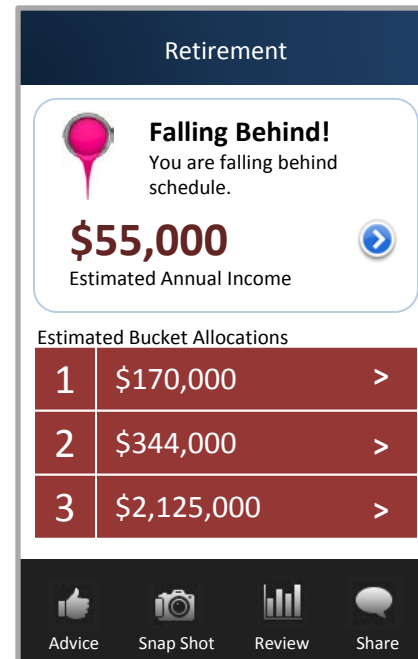 Retirement
Falling Behind!
You are falling behind
schedule.
$55,000
Estimated Annual Income
Estimated Bucket Allocations
1 $170,000 >
2 $344,000 >
3 $2,125,000 >
Advice Snap Shot Review Share